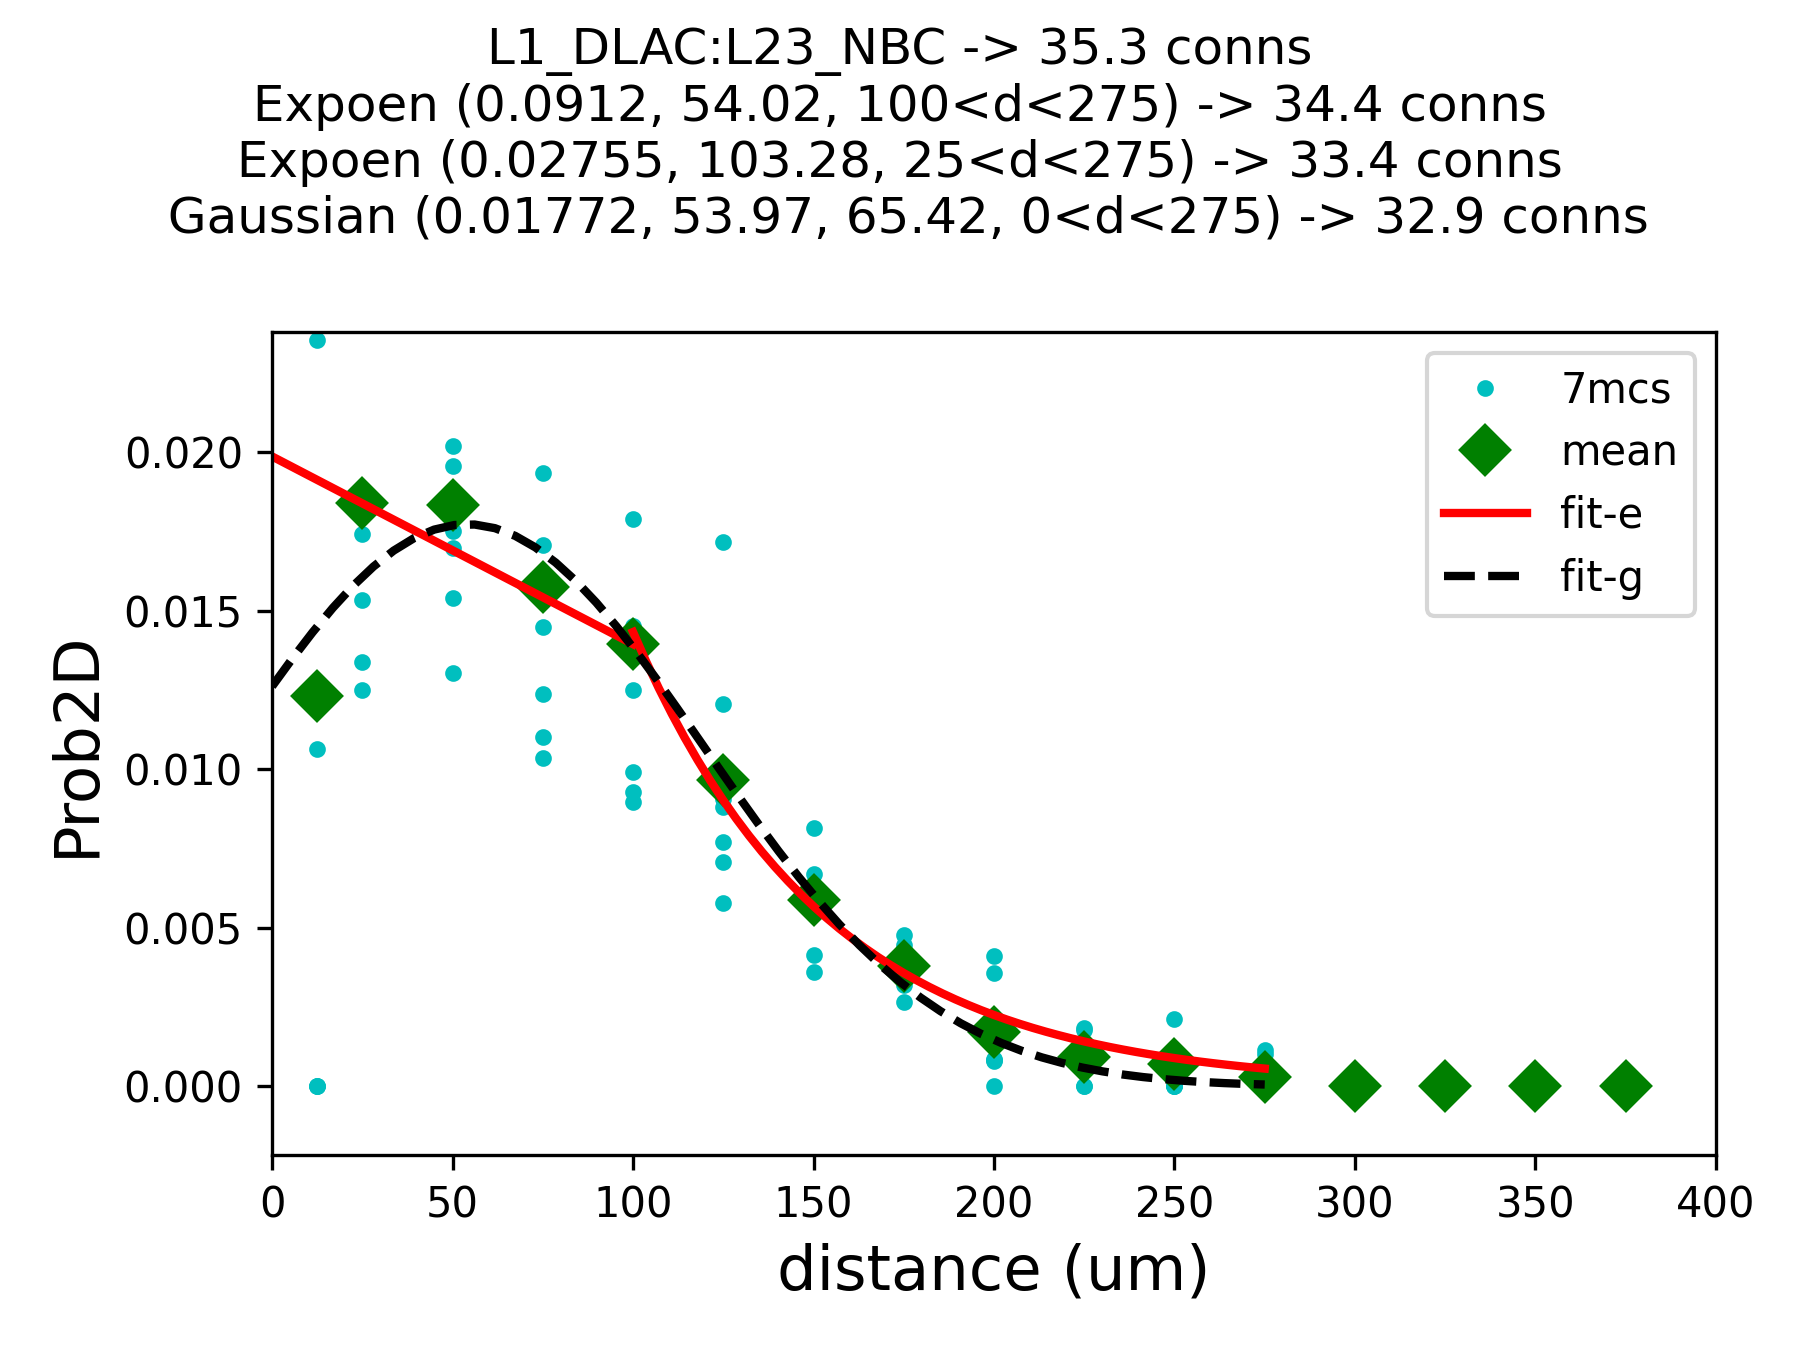 L1_DLAC:L23_NBC -> 35.3 conns
Expoen (0.0912, 54.02, 100<d<275) -> 34.4 conns
Expoen (0.02755, 103.28, 25<d<275) -> 33.4 conns
Gaussian (0.01772, 53.97, 65.42, 0<d<275) -> 32.9 conns
7mcs
mean
fit-e
fit-g
0.020
0.015
0.010
0.005
0.000
Prob2D
0 50 100 150 200 250 300 350 400
distance (um)